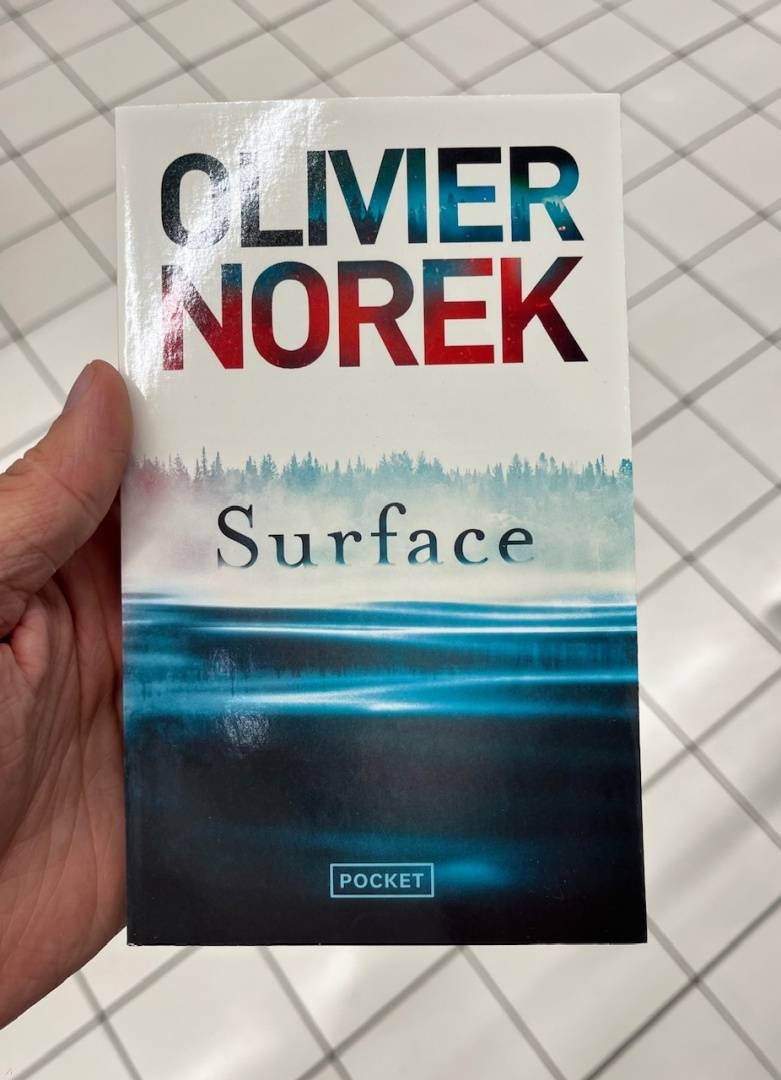 OLIVIER
NOREK
Surface
POCKET